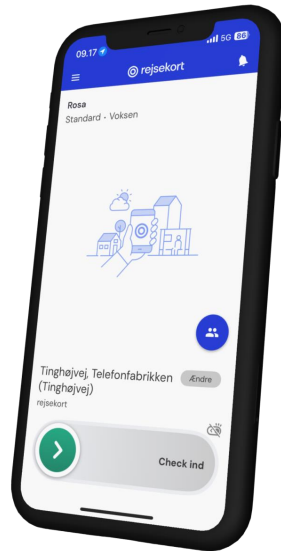 09.17
5G 86
rejsekort
Rosa
Standard • Voksen
Tinghøjvej, Telefonfabrikken
(Tinghøjvej)
Ændre
rejsekort
Check ind